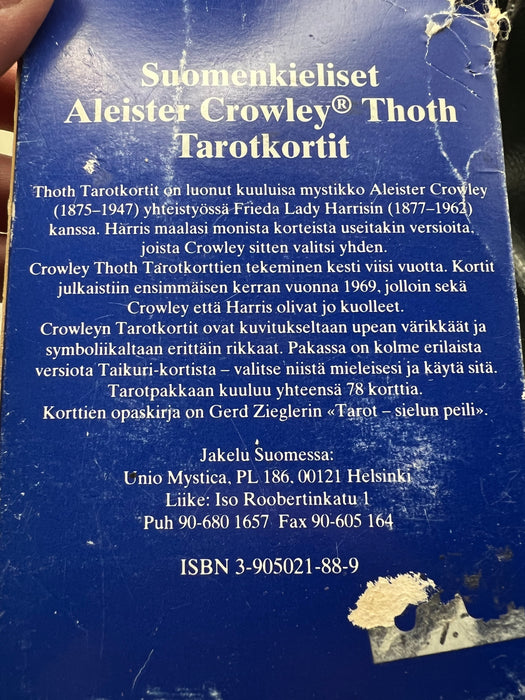 Suomenkieliset
Aleister Crowley® Thoth
Tarotkortit
Thoth Tarotkortit on luonut kuuluisa mystikko Aleister Crowley
(1875–1947) yhteistyössä Frieda Lady Harrisin (1877–1962)
kanssa. Harris maalasi monista korteista useitakin versioita,
joista Crowley sitten valitsi yhden.
Crowley Thoth Tarotkorttien tekeminen kesti viisi vuotta. Kortit
julkaistiin ensimmäisen kerran vuonna 1969, jolloin sekä
Crowley että Harris olivat jo kuolleet.
Crowleyn Tarotkortit ovat kuvitukseltaan upean värikkäät ja
symboliikaltaan erittäin rikkaat. Pakassa on kolme erilaista
versiota Taikuri-kortista – valitse niistä mieleisesi ja käytä sitä.
Tarotpakkaan kuuluu yhteensä 78 korttia.
Korttien opaskirja on Gerd Zieglerin «Tarot – sielun peili».
Jakelu Suomessa:
Unio Mystica, PL 186, 00121 Helsinki
Liike: Iso Roobertinkatu 1
Puh 90-680 1657 Fax 90-605 164
ISBN 3-905021-88-9